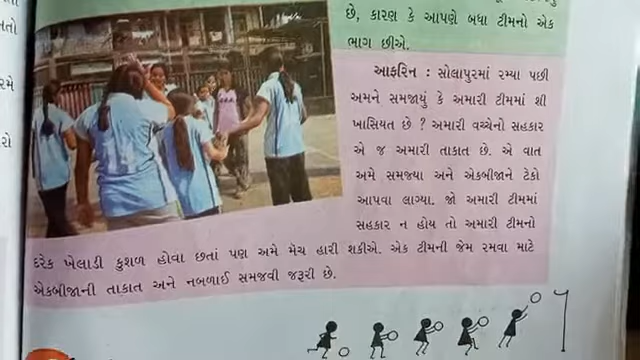 છે, કારણ કે આપણે બધા ટીમનો એક
ભાગ છીએ.
આફરિન : સોલાપુરમાં રમ્યા પછી
અમને સમજાયું કે અમારી ટીમમાં શી
ખાસિયત છે ? અમારી વચ્ચેનો સહકાર
એ જ અમારી તાકાત છે. એ વાત
અમે સમજ્યા અને એકબીજાને ટેકો
આપવા લાગ્યા. જો અમારી ટીમમાં
સહકાર ન હોય તો અમારી ટીમનો
દરેક ખેલાડી કુશળ હોવા છતાં પણ અમે મૅચ હારી શકીએ. એક ટીમની જેમ રમવા માટે
એકબીજાની તાકાત અને નબળાઈ સમજવી જરૂરી છે.